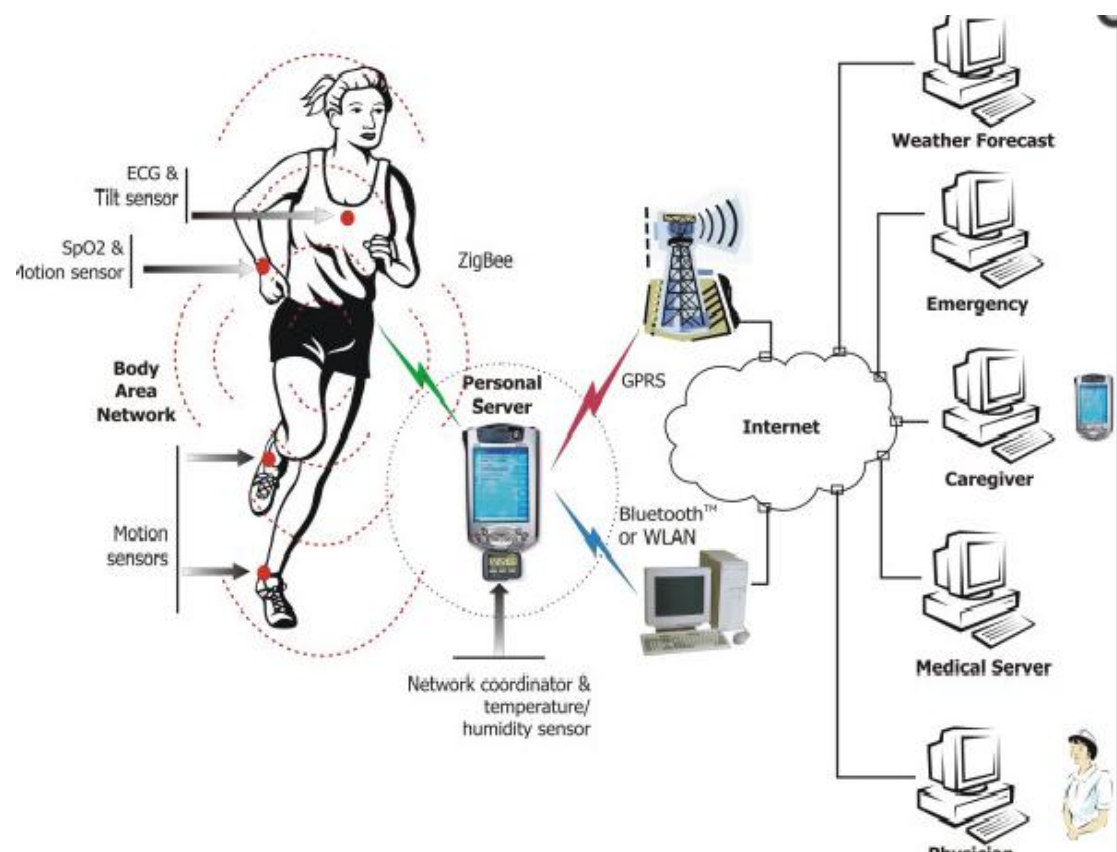 ECG &
Tilt sensor
SpO2 &
Motion sensor
Body
Area
Network
Motion
sensors
ZigBee
Personal
Server
Network coordinator &
temperature/
humidity sensor
GPRS
Bluetooth™
or WLAN
Internet
Weather Forecast
Emergency
Caregiver
Medical Server
Physician